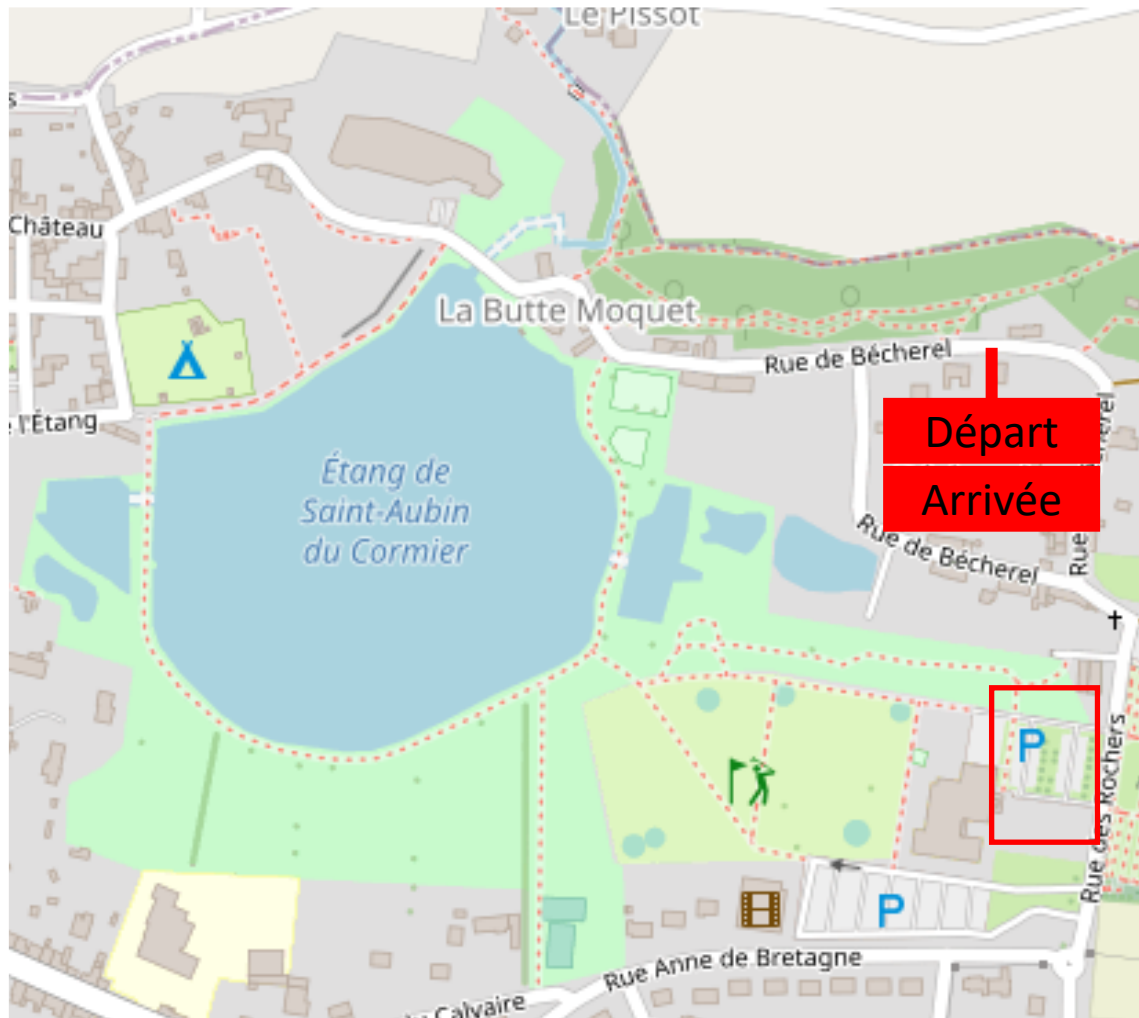 Le Pissot
Château
La Butte Moquet
Rue de Bécherel
l'Étang
Départ
Arrivée
Étang de
Saint-Aubin
du Cormier
Rue de Bécherel
P
Rue des Rochers
P
Rue Anne de Bretagne
Calvaire